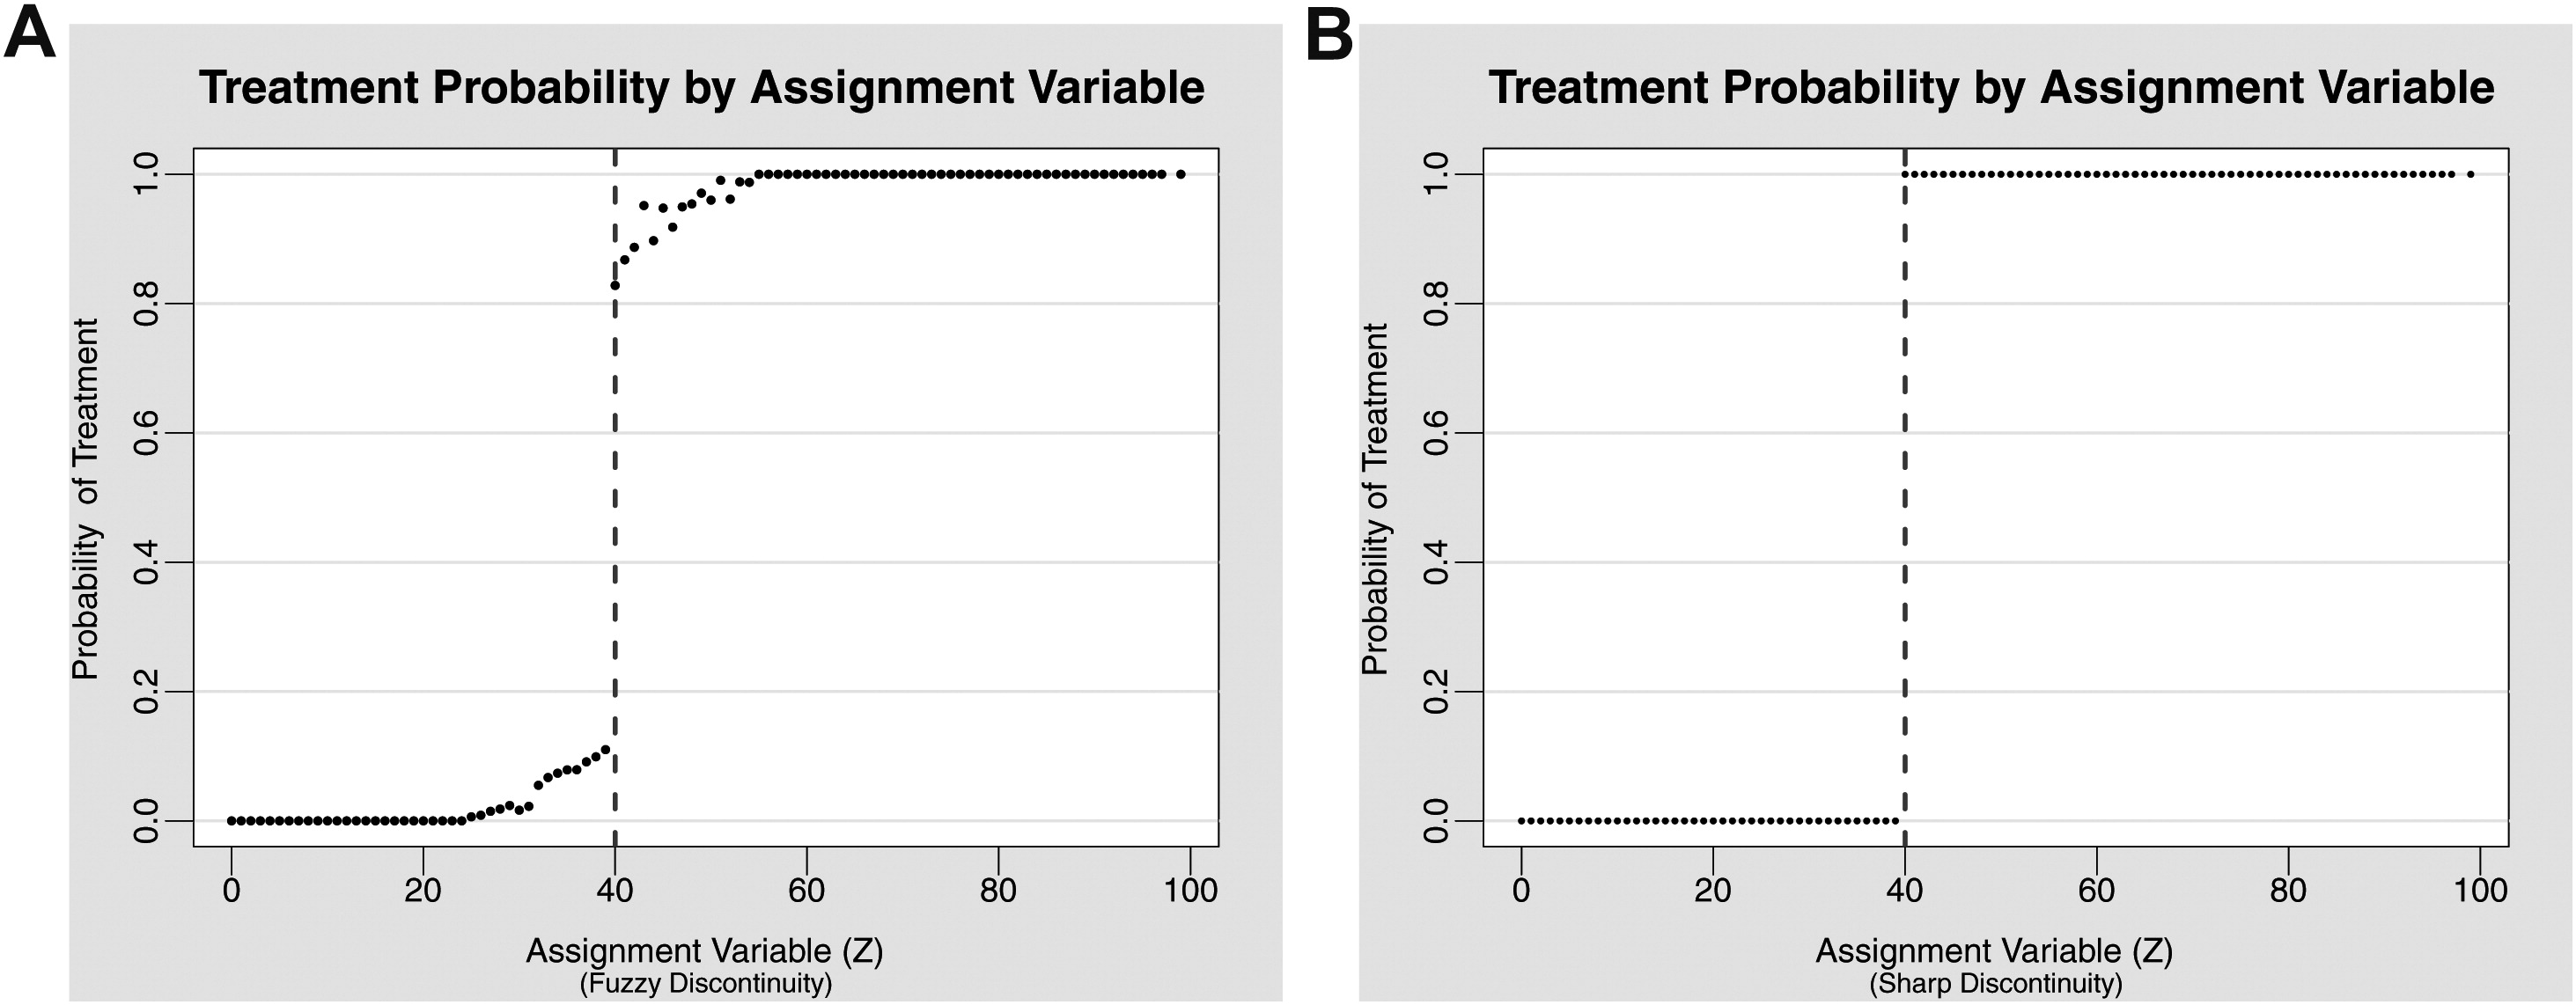 A
Treatment Probability by Assignment Variable
Probability of Treatment
1.0
0.8
0.6
0.4
0.2
0.0
0 20 40 60 80 100
Assignment Variable (Z)
(Fuzzy Discontinuity)
B
Treatment Probability by Assignment Variable
Probability of Treatment
1.0
0.8
0.6
0.4
0.2
0.0
0 20 40 60 80 100
Assignment Variable (Z)
(Sharp Discontinuity)